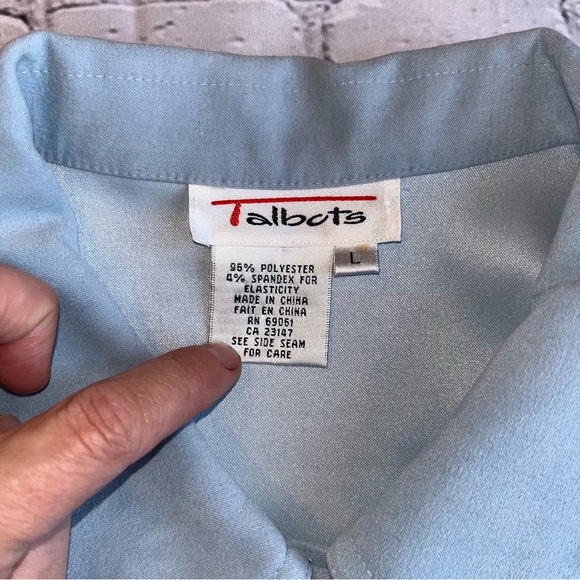 Talbots
L
96% POLYESTER
4% SPANDEX FOR
ELASTICITY
MADE IN CHINA
FAIT EN CHINA
RN 69061
CA 23147
SEE SIDE SEAM
FOR CARE